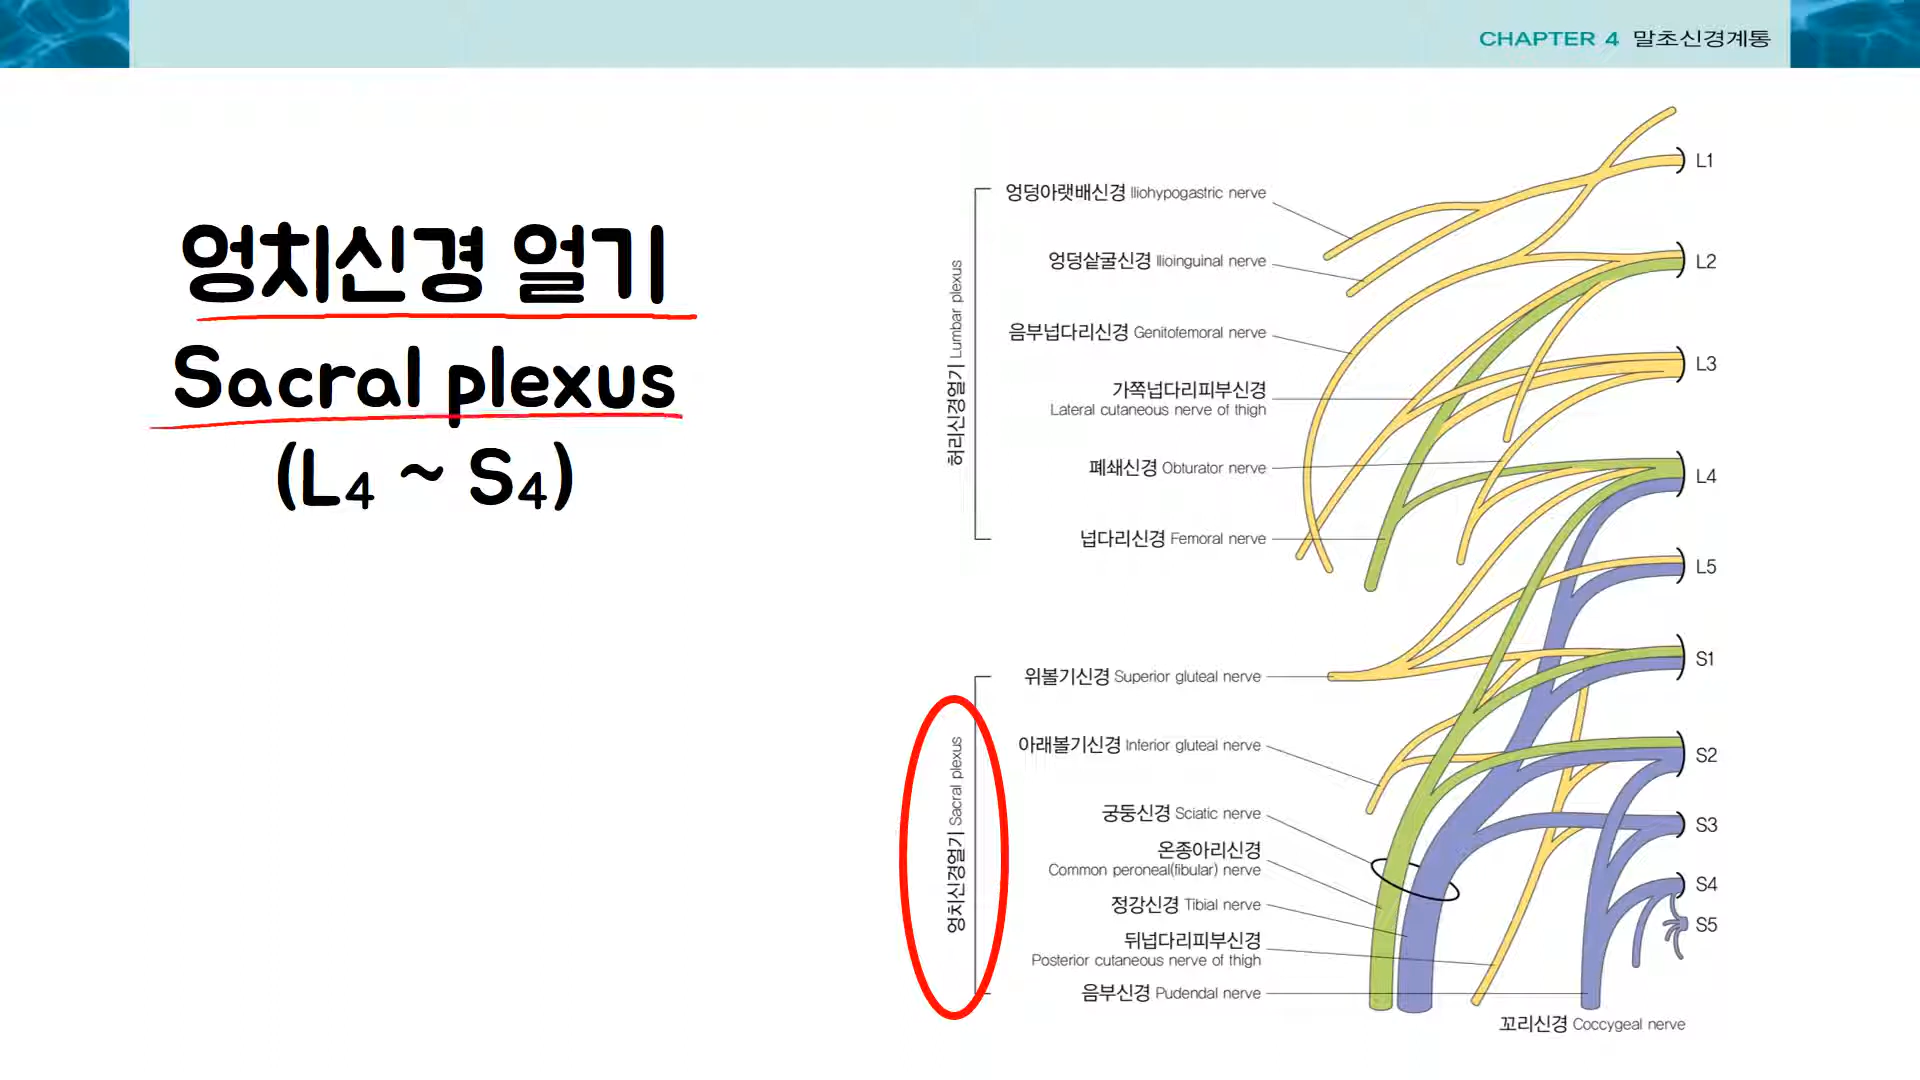 CHAPTER 4 말초신경계통
엉치신경 얼기
Sacral plexus
(L4 ~ S4)
허리신경얼기 Lumbar plexus
엉덩아랫배신경 Iliohypogastric nerve
엉덩샅굴신경 Ilioinguinal nerve
음부넙다리신경 Genitofemoral nerve
가쪽넙다리피부신경
Lateral cutaneous nerve of thigh
폐쇄신경 Obturator nerve
넙다리신경 Femoral nerve
엉치신경얼기 Sacral plexus
위볼기신경 Superior gluteal nerve
아래볼기신경 Inferior gluteal nerve
궁둥신경 Sciatic nerve
온종아리신경
Common peroneal(fibular) nerve
정강신경 Tibial nerve
뒤넙다리피부신경
Posterior cutaneous nerve of thigh
음부신경 Pudendal nerve
꼬리신경 Coccygeal nerve
L1
L2
L3
L4
L5
S1
S2
S3
S4
S5